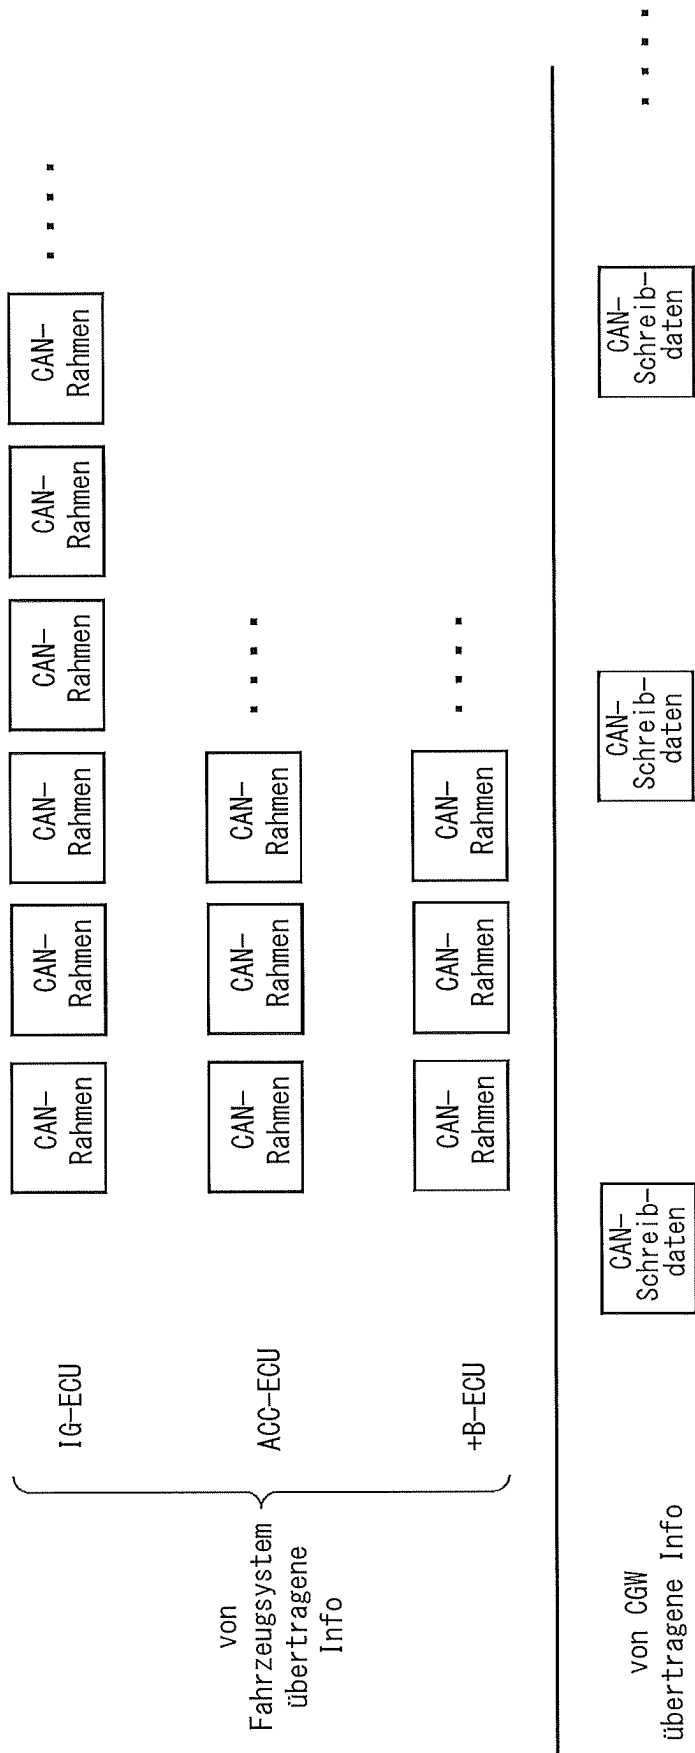 von
Fahrzeugsystem
übertragene
Info
IG-ECU
CAN-
Rahmen
CAN-
Rahmen
CAN-
Rahmen
CAN-
Rahmen
CAN-
Rahmen
CAN-
Rahmen
ACC-ECU
CAN-
Rahmen
CAN-
Rahmen
CAN-
Rahmen
+B-ECU
CAN-
Rahmen
CAN-
Rahmen
CAN-
Rahmen
von CGW
übertragene Info
CAN-
Schreib-
daten
CAN-
Schreib-
daten
CAN-
Schreib-
daten